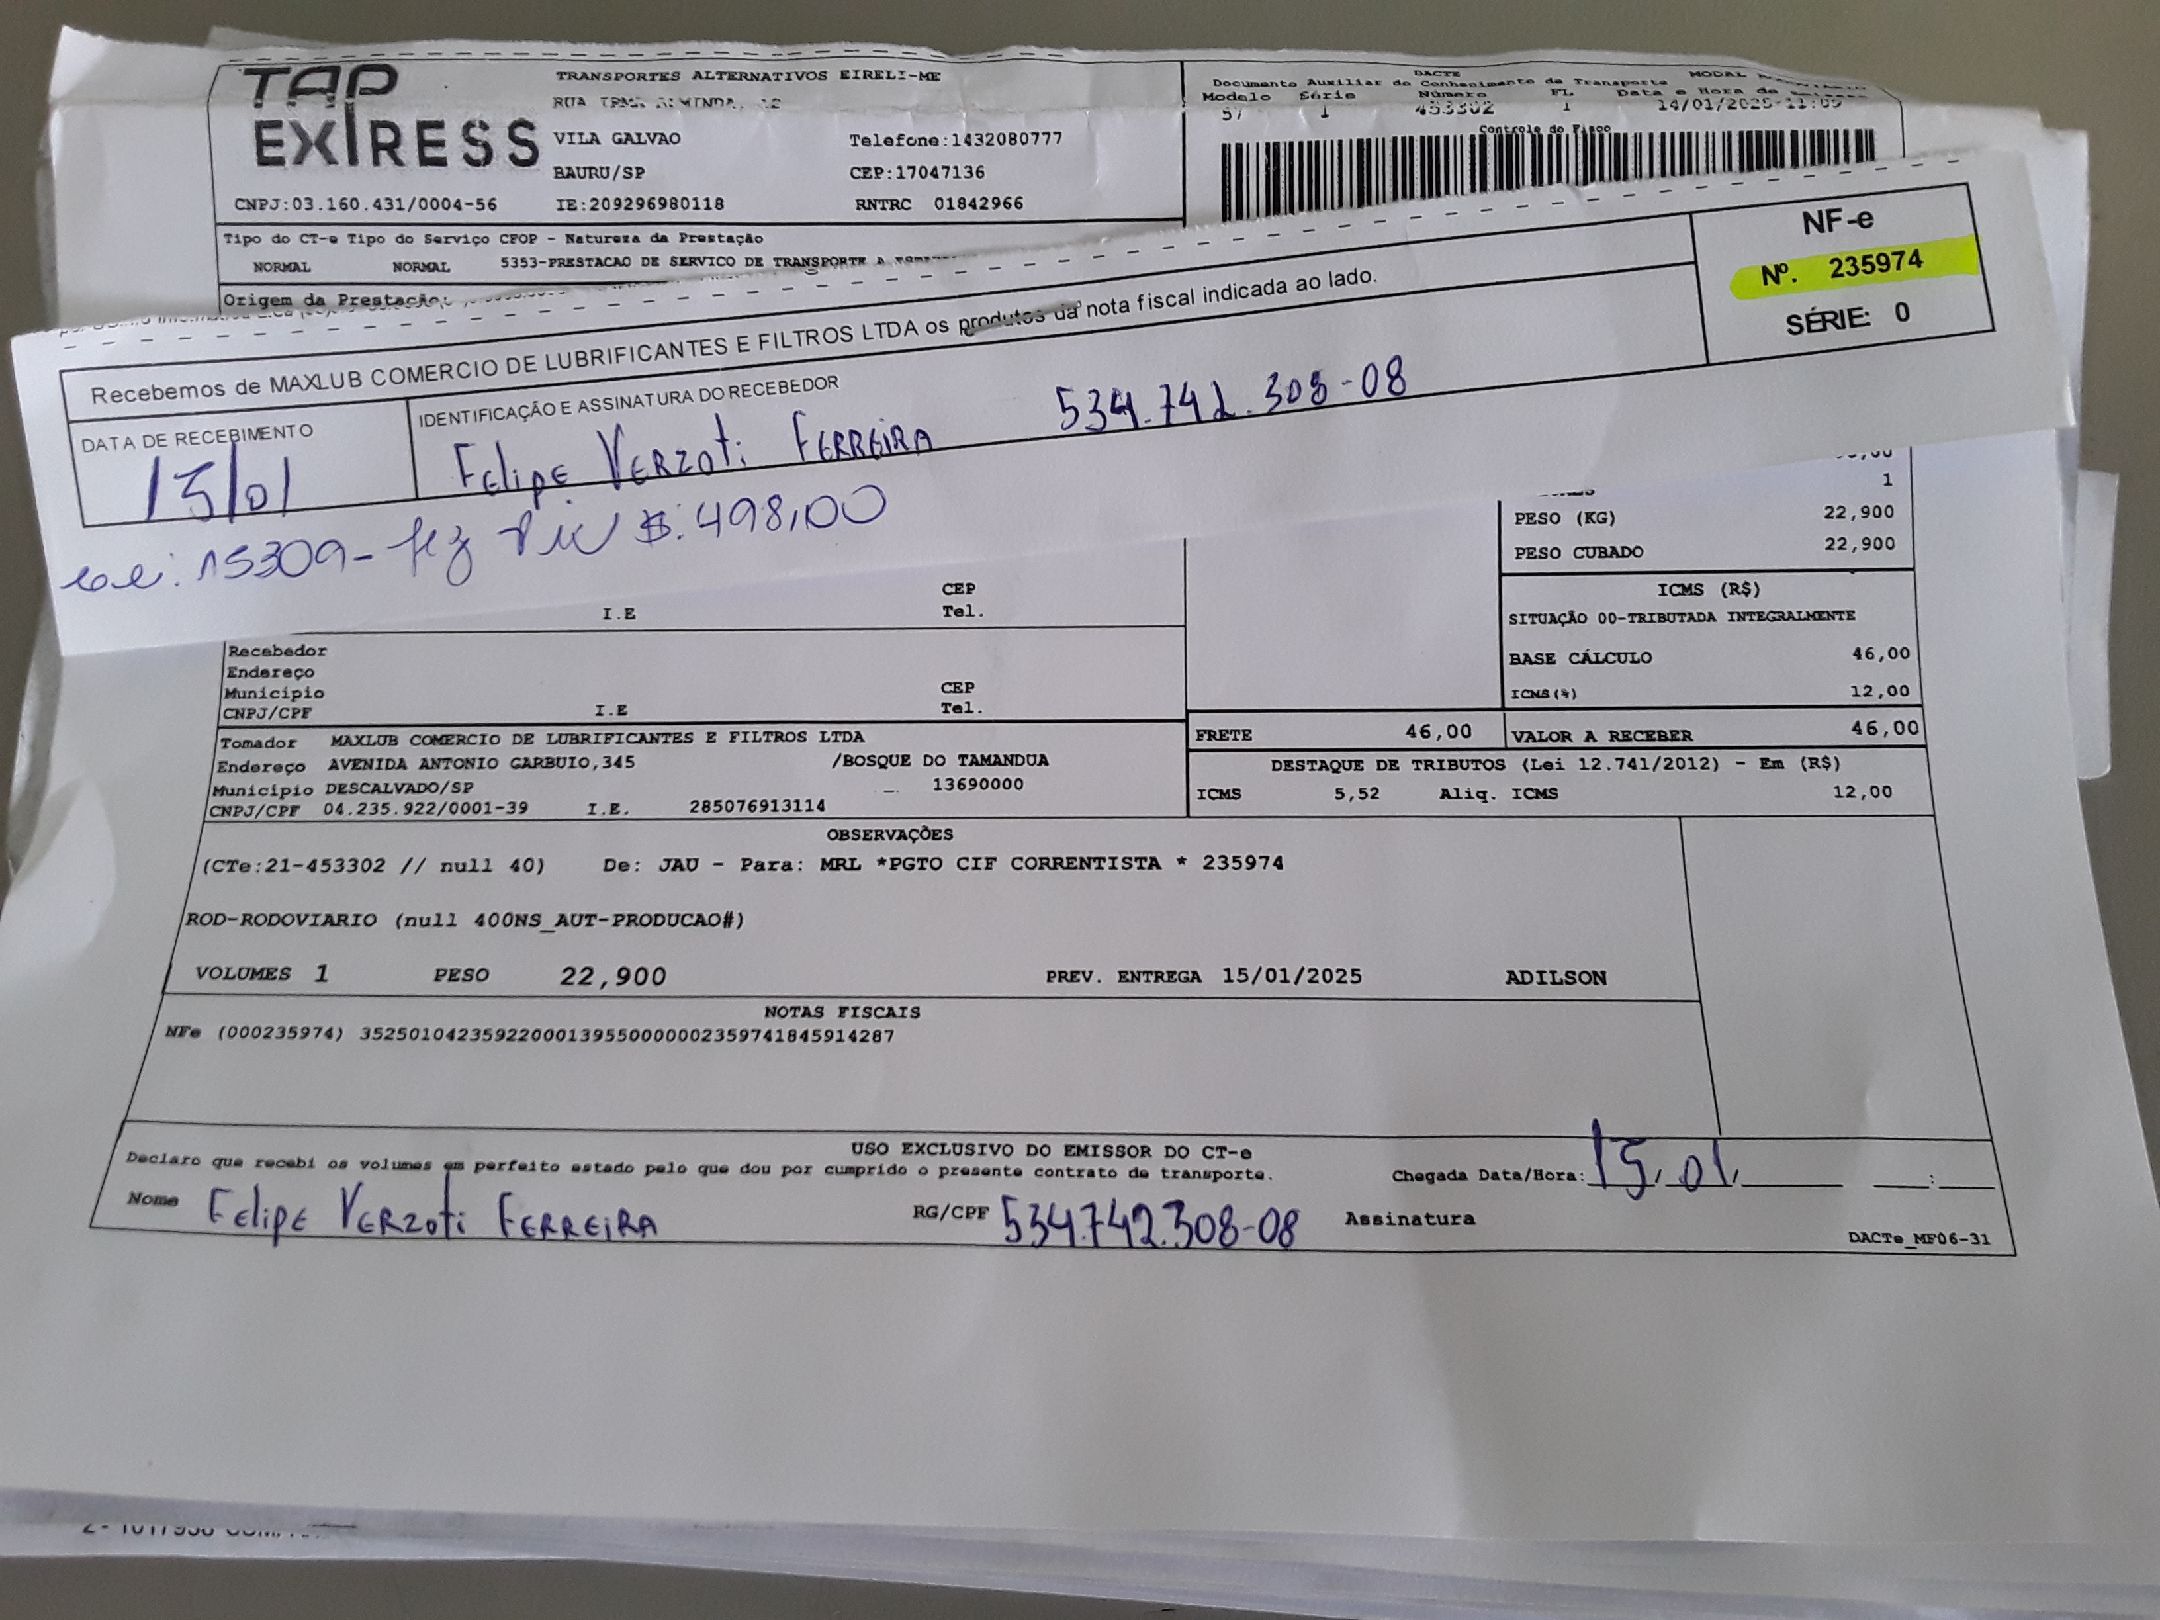 TAP
EXPRESS
TRANSPORTES ALTERNATIVOS EIRELI-ME
RUA
VILA GALVAO Telefone:1432080777
BAURU/SP CEP:17047136
CNPJ:03.160.431/0004-56 IE:209296980118 RNTRC 01842966
DACTE MODAL
Documento Auxiliar do Conhecimento de Transporte
Modelo Série Número FL Data e Hora de
57 1 453302 1 14/01/2025-11:05
Controle do Fisco
Tipo do CT-e Tipo do Serviço CFOP - Natureza da Prestação
NORMAL NORMAL 5353-PRESTACAO DE SERVICO DE TRANSPORTE A
Origem da Prestação
Recebemos de MAXLUB COMERCIO DE LUBRIFICANTES E FILTROS LTDA os produtos da nota fiscal indicada ao lado.
NF-e
Nº. 235974
SÉRIE: 0
DATA DE RECEBIMENTO
15/01
IDENTIFICAÇÃO E ASSINATURA DO RECEBEDOR
Felipe Verzoti Ferreira 534.742.308-08
15309- fez $: 498,00
1
PESO (KG) 22,900
PESO CUBADO 22,900
ICMS (R$)
SITUAÇÃO 00-TRIBUTADA INTEGRALMENTE
BASE CÁLCULO 46,00
ICMS(%) 12,00
CEP
I.E Tel.
Recebedor
Endereço
Município CEP
CNPJ/CPF I.E Tel.
FRETE 46,00 VALOR A RECEBER 46,00
Tomador MAXLUB COMERCIO DE LUBRIFICANTES E FILTROS LTDA
Endereço AVENIDA ANTONIO GARBUIO,345 /BOSQUE DO TAMANDUA
Município DESCALVADO/SP 13690000
CNPJ/CPF 04.235.922/0001-39 I.E. 285076913114
DESTAQUE DE TRIBUTOS (Lei 12.741/2012) - Em (R$)
ICMS 5,52 Aliq. ICMS 12,00
OBSERVAÇÕES
(CTe:21-453302 // null 40) De: JAU - Para: MRL *PGTO CIF CORRENTISTA * 235974
ROD-RODOVIARIO (null 400NS_AUT-PRODUCAO#)
VOLUMES 1 PESO 22,900 PREV. ENTREGA 15/01/2025 ADILSON
NOTAS FISCAIS
NFe (000235974) 35250104235922000139550000002359741845914287
USO EXCLUSIVO DO EMISSOR DO CT-e
Declaro que recebi os volumes em perfeito estado pelo que dou por cumprido o presente contrato de transporte.
Chegada Data/Hora: 15/01/ :
Nome Felipe Verzoti Ferreira RG/CPF 534.742.308-08 Assinatura
DACTe_MF06-31